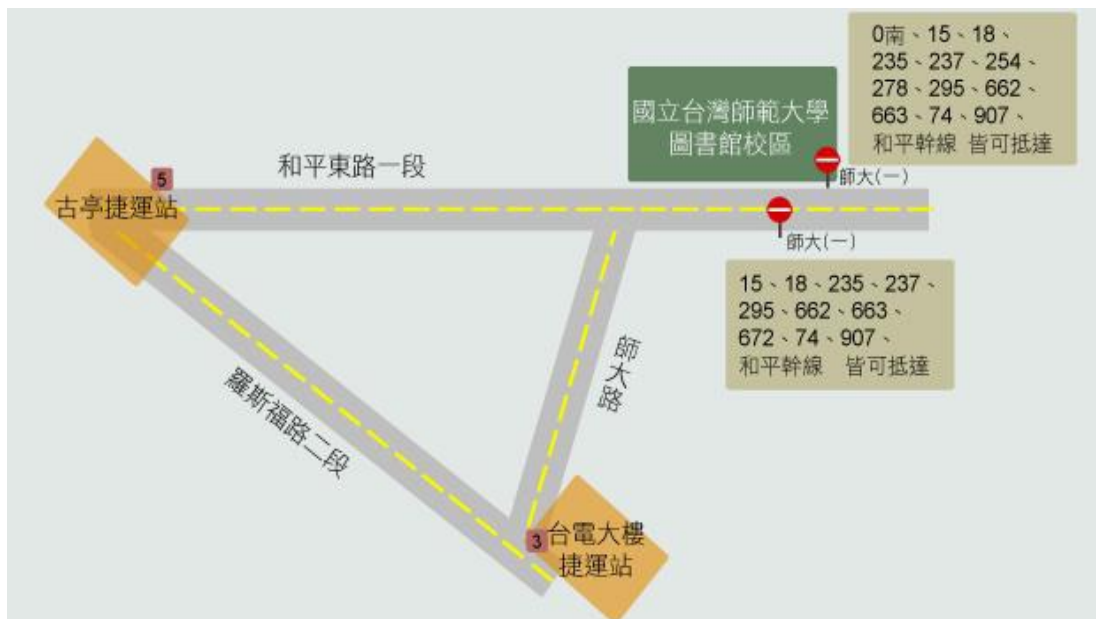 0南、15、18、
235、237、254、
278、295、662、
663、74、907、
和平幹線 皆可抵達
國立台灣師範大學
圖書館校區
和平東路一段
師大(一)
5
古亭捷運站
師大(一)
15、18、235、237、
295、662、663、
672、74、907、
和平幹線 皆可抵達
師大路
羅斯福路二段
3
台電大樓
捷運站